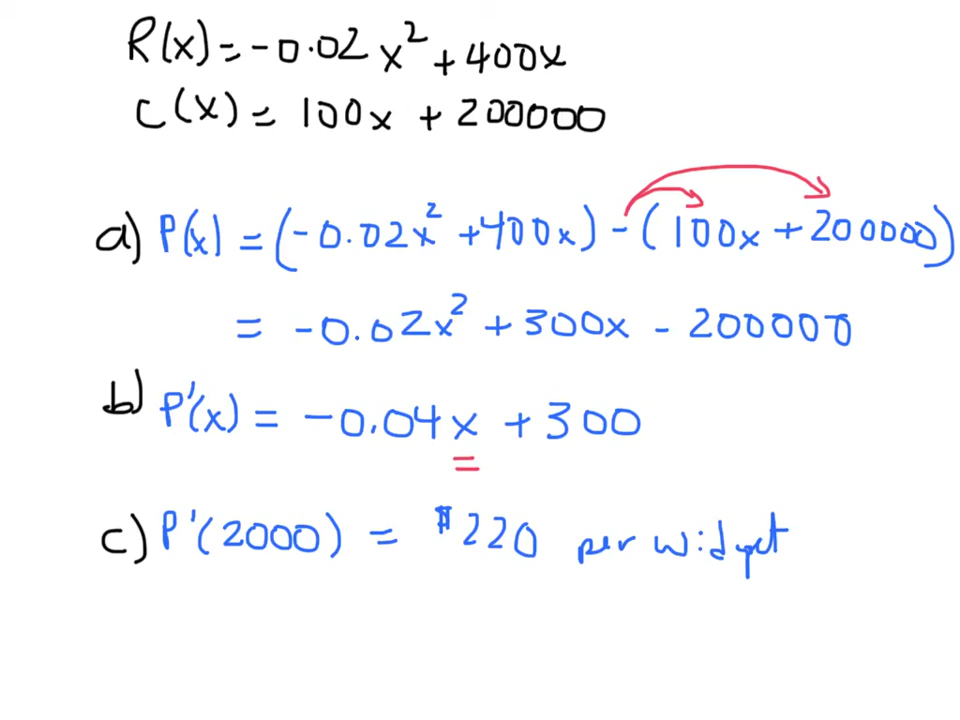 R(x) = -0.02x² + 400x
C(x) = 100x + 200000
a) P(x) = (-0.02x² + 400x) - (100x + 200000)
= -0.02x² + 300x - 200000
b) P'(x) = -0.04x + 300
c) P'(2000) = $220 per widget